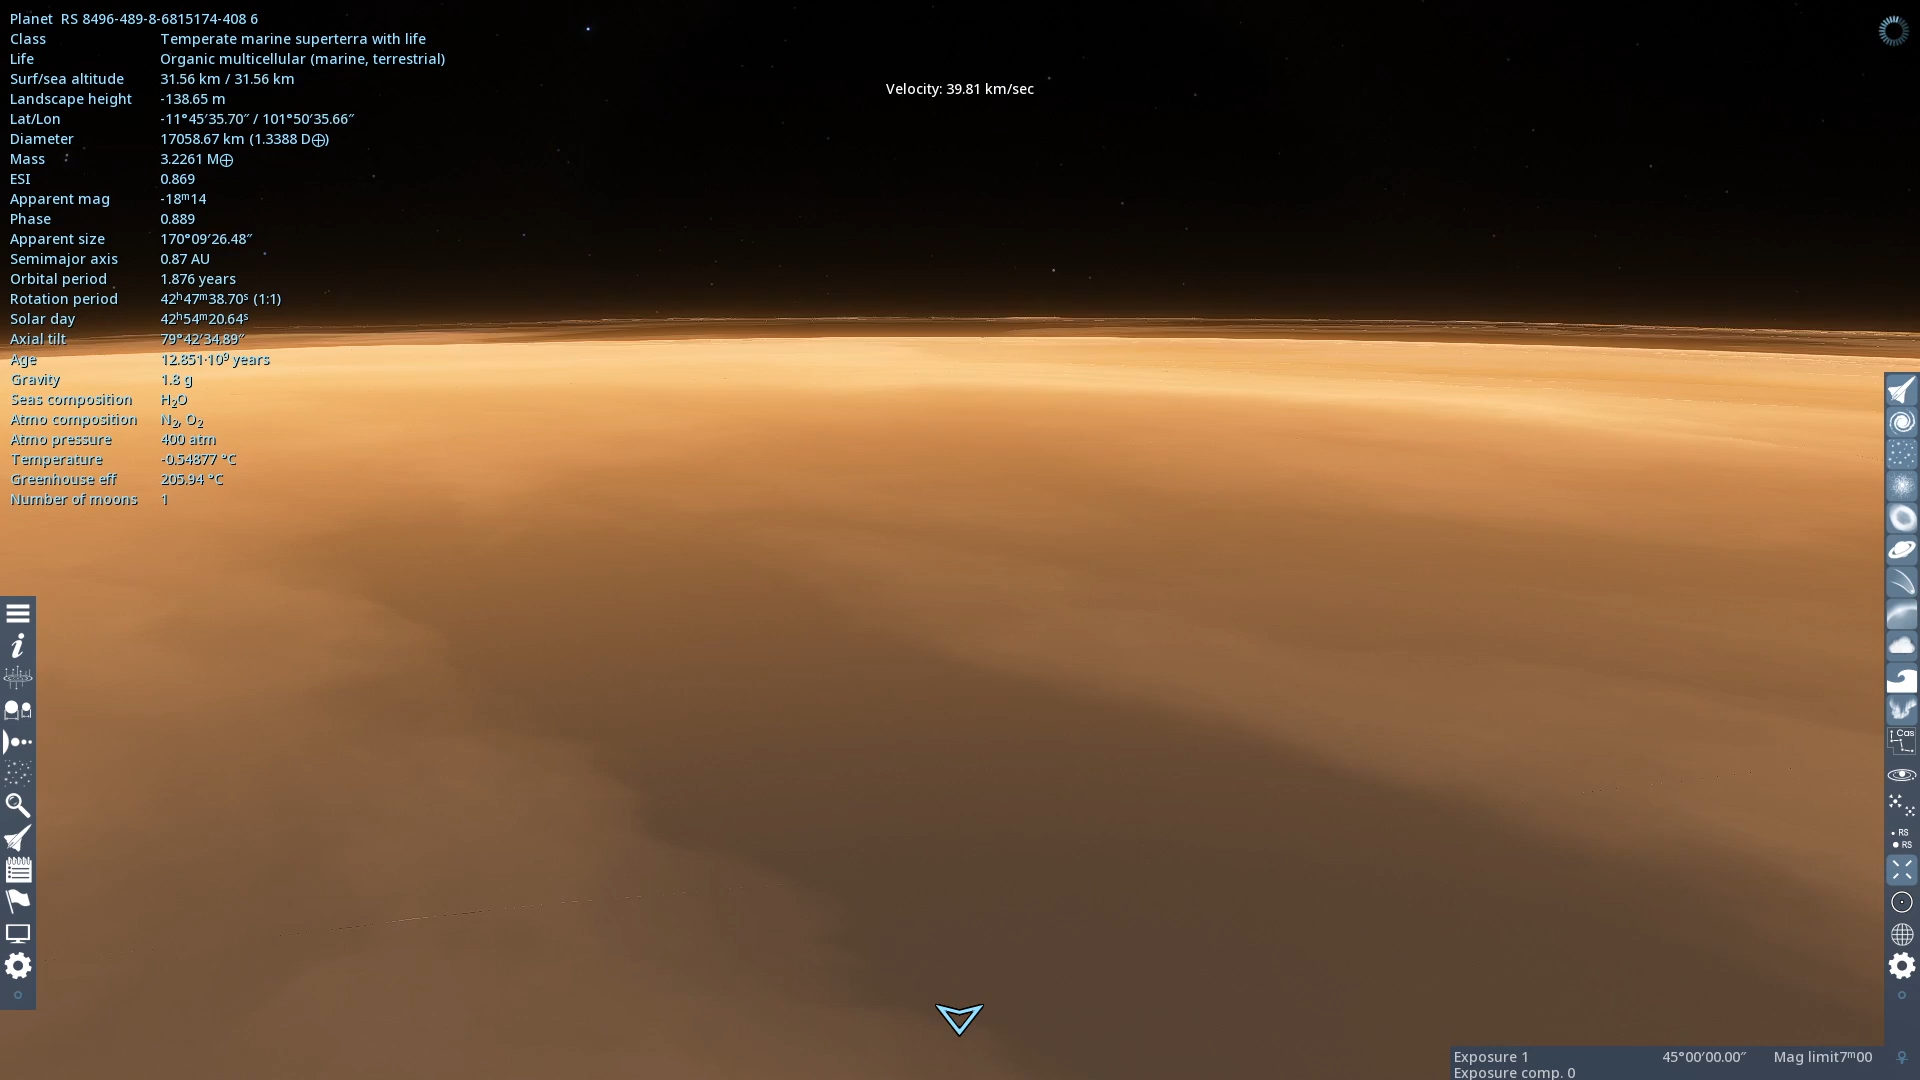 Planet RS 8496-489-8-6815174-408 6
Class Temperate marine superterra with life
Life Organic multicellular (marine, terrestrial)
Surf/sea altitude 31.56 km / 31.56 km
Landscape height -138.65 m
Lat/Lon -11°45′35.70″ / 101°50′35.66″
Diameter 17058.67 km (1.3388 D⊕)
Mass 3.2261 M⊕
ESI 0.869
Apparent mag -18ᵐ14
Phase 0.889
Apparent size 170°09′26.48″
Semimajor axis 0.87 AU
Orbital period 1.876 years
Rotation period 42ʰ47ᵐ38.70ˢ (1:1)
Solar day 42ʰ54ᵐ20.64ˢ
Axial tilt 79°42′34.89″
Age 12.851·10⁹ years
Gravity 1.8 g
Seas composition H₂O
Atmo composition N₂, O₂
Atmo pressure 400 atm
Temperature -0.54877 °C
Greenhouse eff 205.94 °C
Number of moons 1
Velocity: 39.81 km/sec
Cas
RS
RS
Exposure 1 45°00′00.00″ Mag limit7ᵐ00
Exposure comp. 0